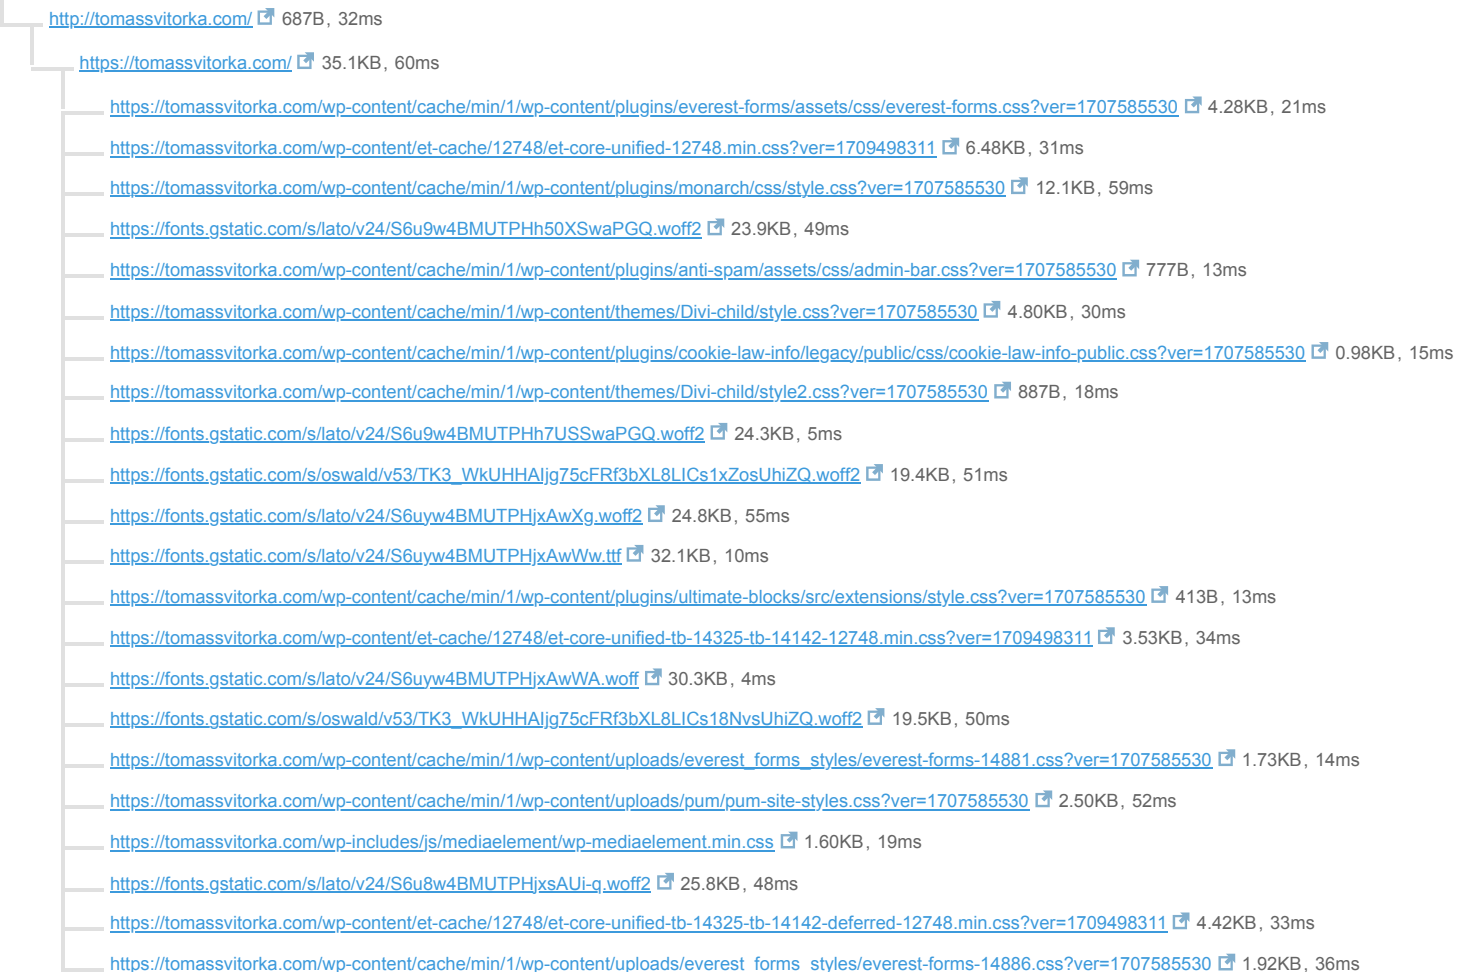 http://tomassvitorka.com/ 687B, 32ms
https://tomassvitorka.com/ 35.1KB, 60ms
https://tomassvitorka.com/wp-content/cache/min/1/wp-content/plugins/everest-forms/assets/css/everest-forms.css?ver=1707585530 4.28KB, 21ms
https://tomassvitorka.com/wp-content/et-cache/12748/et-core-unified-12748.min.css?ver=1709498311 6.48KB, 31ms
https://tomassvitorka.com/wp-content/cache/min/1/wp-content/plugins/monarch/css/style.css?ver=1707585530 12.1KB, 59ms
https://fonts.gstatic.com/s/lato/v24/S6u9w4BMUTPHh50XSwaPGQ.woff2 23.9KB, 49ms
https://tomassvitorka.com/wp-content/cache/min/1/wp-content/plugins/anti-spam/assets/css/admin-bar.css?ver=1707585530 777B, 13ms
https://tomassvitorka.com/wp-content/cache/min/1/wp-content/themes/Divi-child/style.css?ver=1707585530 4.80KB, 30ms
https://tomassvitorka.com/wp-content/cache/min/1/wp-content/plugins/cookie-law-info/legacy/public/css/cookie-law-info-public.css?ver=1707585530 0.98KB, 15ms
https://tomassvitorka.com/wp-content/cache/min/1/wp-content/themes/Divi-child/style2.css?ver=1707585530 887B, 18ms
https://fonts.gstatic.com/s/lato/v24/S6u9w4BMUTPHh7USSwaPGQ.woff2 24.3KB, 5ms
https://fonts.gstatic.com/s/oswald/v53/TK3_WkUHHAIjg75cFRf3bXL8LICs1xZosUhiZQ.woff2 19.4KB, 51ms
https://fonts.gstatic.com/s/lato/v24/S6uyw4BMUTPHjxAwXg.woff2 24.8KB, 55ms
https://fonts.gstatic.com/s/lato/v24/S6uyw4BMUTPHjxAwWw.ttf 32.1KB, 10ms
https://tomassvitorka.com/wp-content/cache/min/1/wp-content/plugins/ultimate-blocks/src/extensions/style.css?ver=1707585530 413B, 13ms
https://tomassvitorka.com/wp-content/et-cache/12748/et-core-unified-tb-14325-tb-14142-12748.min.css?ver=1709498311 3.53KB, 34ms
https://fonts.gstatic.com/s/lato/v24/S6uyw4BMUTPHjxAwWA.woff 30.3KB, 4ms
https://fonts.gstatic.com/s/oswald/v53/TK3_WkUHHAIjg75cFRf3bXL8LICs18NvsUhiZQ.woff2 19.5KB, 50ms
https://tomassvitorka.com/wp-content/cache/min/1/wp-content/uploads/everest_forms_styles/everest-forms-14881.css?ver=1707585530 1.73KB, 14ms
https://tomassvitorka.com/wp-content/cache/min/1/wp-content/uploads/pum/pum-site-styles.css?ver=1707585530 2.50KB, 52ms
https://tomassvitorka.com/wp-includes/js/mediaelement/wp-mediaelement.min.css 1.60KB, 19ms
https://fonts.gstatic.com/s/lato/v24/S6u8w4BMUTPHjxsAUi-q.woff2 25.8KB, 48ms
https://tomassvitorka.com/wp-content/et-cache/12748/et-core-unified-tb-14325-tb-14142-deferred-12748.min.css?ver=1709498311 4.42KB, 33ms
https://tomassvitorka.com/wp-content/cache/min/1/wp-content/uploads/everest_forms_styles/everest-forms-14886.css?ver=1707585530 1.92KB, 36ms